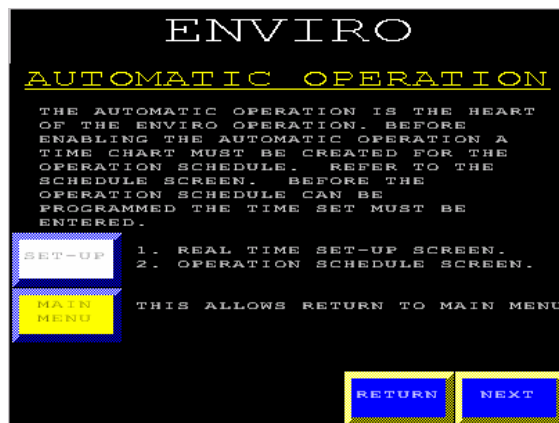 ENVIRO
AUTOMATIC OPERATION
THE AUTOMATIC OPERATION IS THE HEART
OF THE ENVIRO OPERATION. BEFORE
ENABLING THE AUTOMATIC OPERATION A
TIME CHART MUST BE CREATED FOR THE
OPERATION SCHEDULE. REFER TO THE
SCHEDULE SCREEN. BEFORE THE
OPERATION SCHEDULE CAN BE
PROGRAMMED THE TIME SET MUST BE
ENTERED.
SET-UP
1. REAL TIME SET-UP SCREEN.
2. OPERATION SCHEDULE SCREEN.
MAIN
MENU
THIS ALLOWS RETURN TO MAIN MENU
RETURN
NEXT